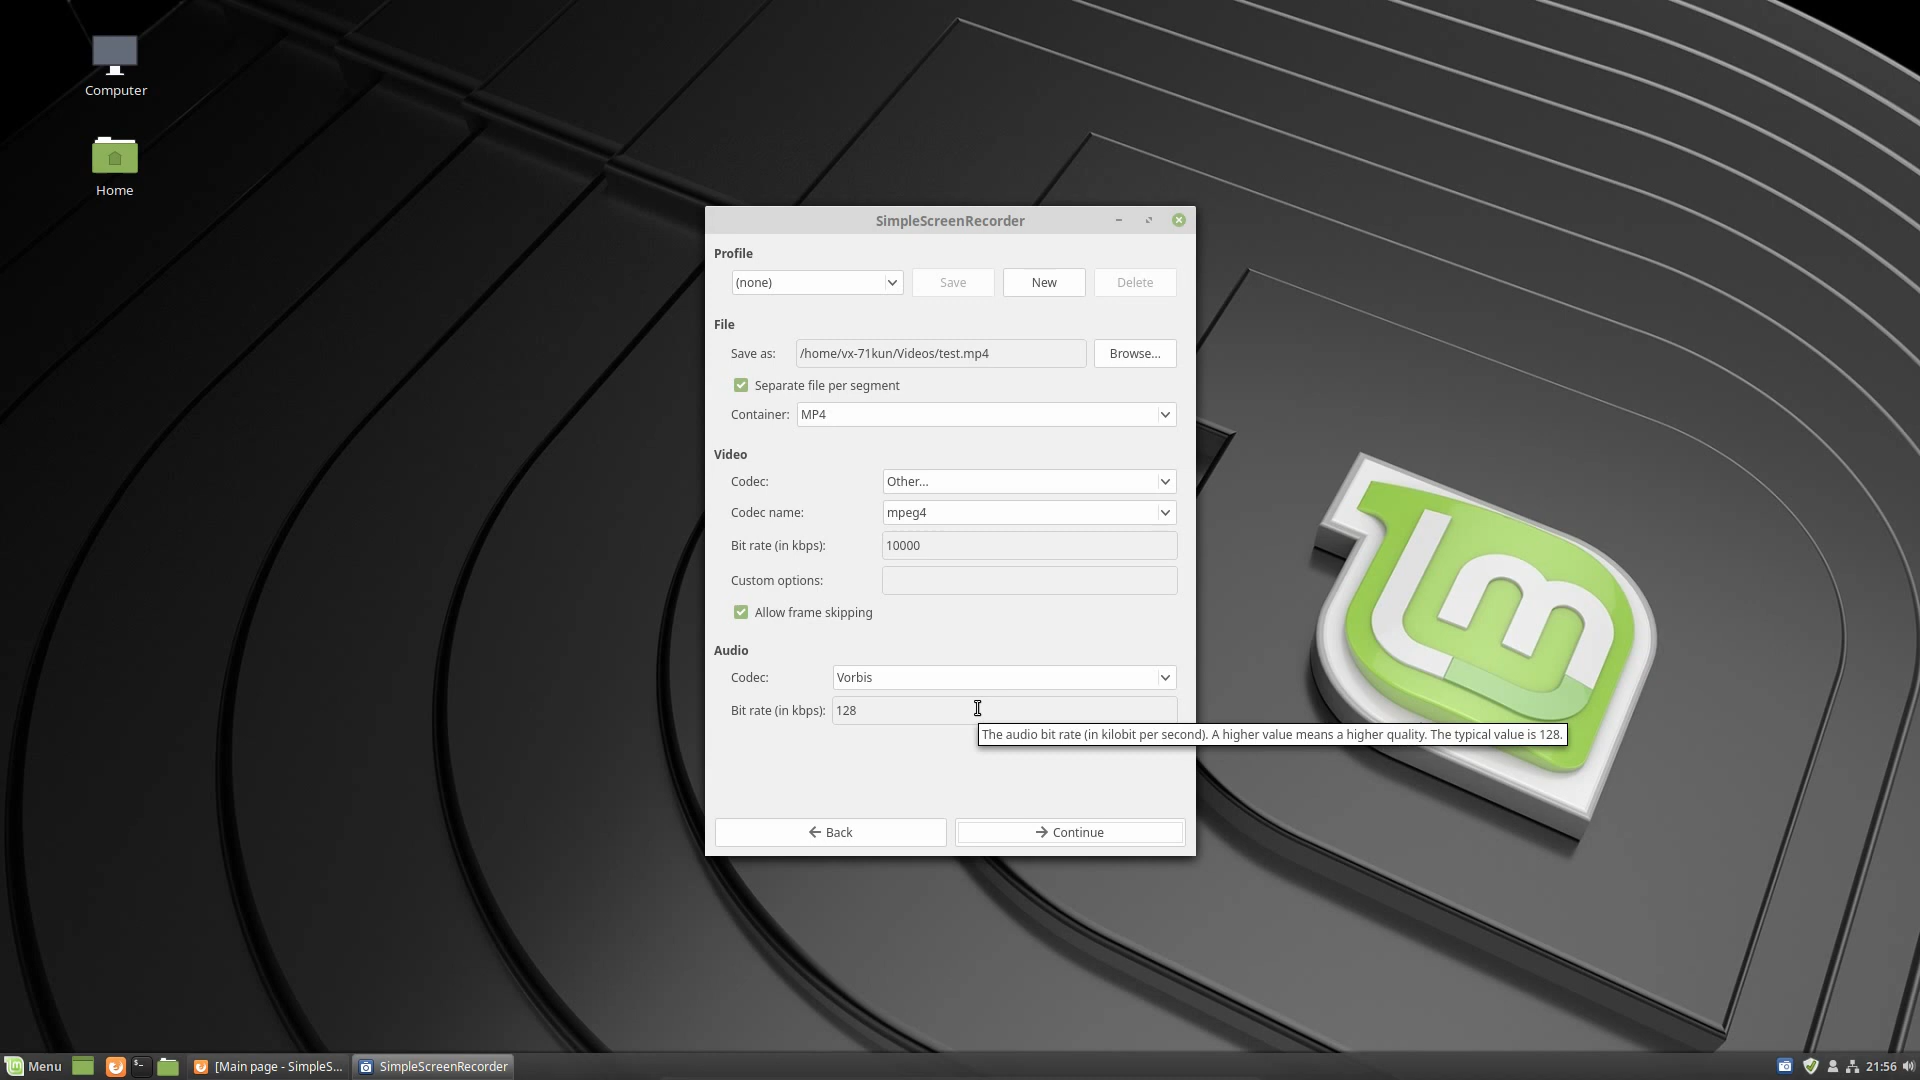 Computer
Home
SimpleScreenRecorder
Profile
(none) Save New Delete
File
Save as: /home/vx-71kun/Videos/test.mp4 Browse...
Separate file per segment
Container: MP4
Video
Codec: Other...
Codec name: mpeg4
Bit rate (in kbps): 10000
Custom options:
Allow frame skipping
Audio
Codec: Vorbis
Bit rate (in kbps): 128
The audio bit rate (in kilobit per second). A higher value means a higher quality. The typical value is 128.
Back Continue
Menu [Main page - SimpleS... SimpleScreenRecorder 21:56